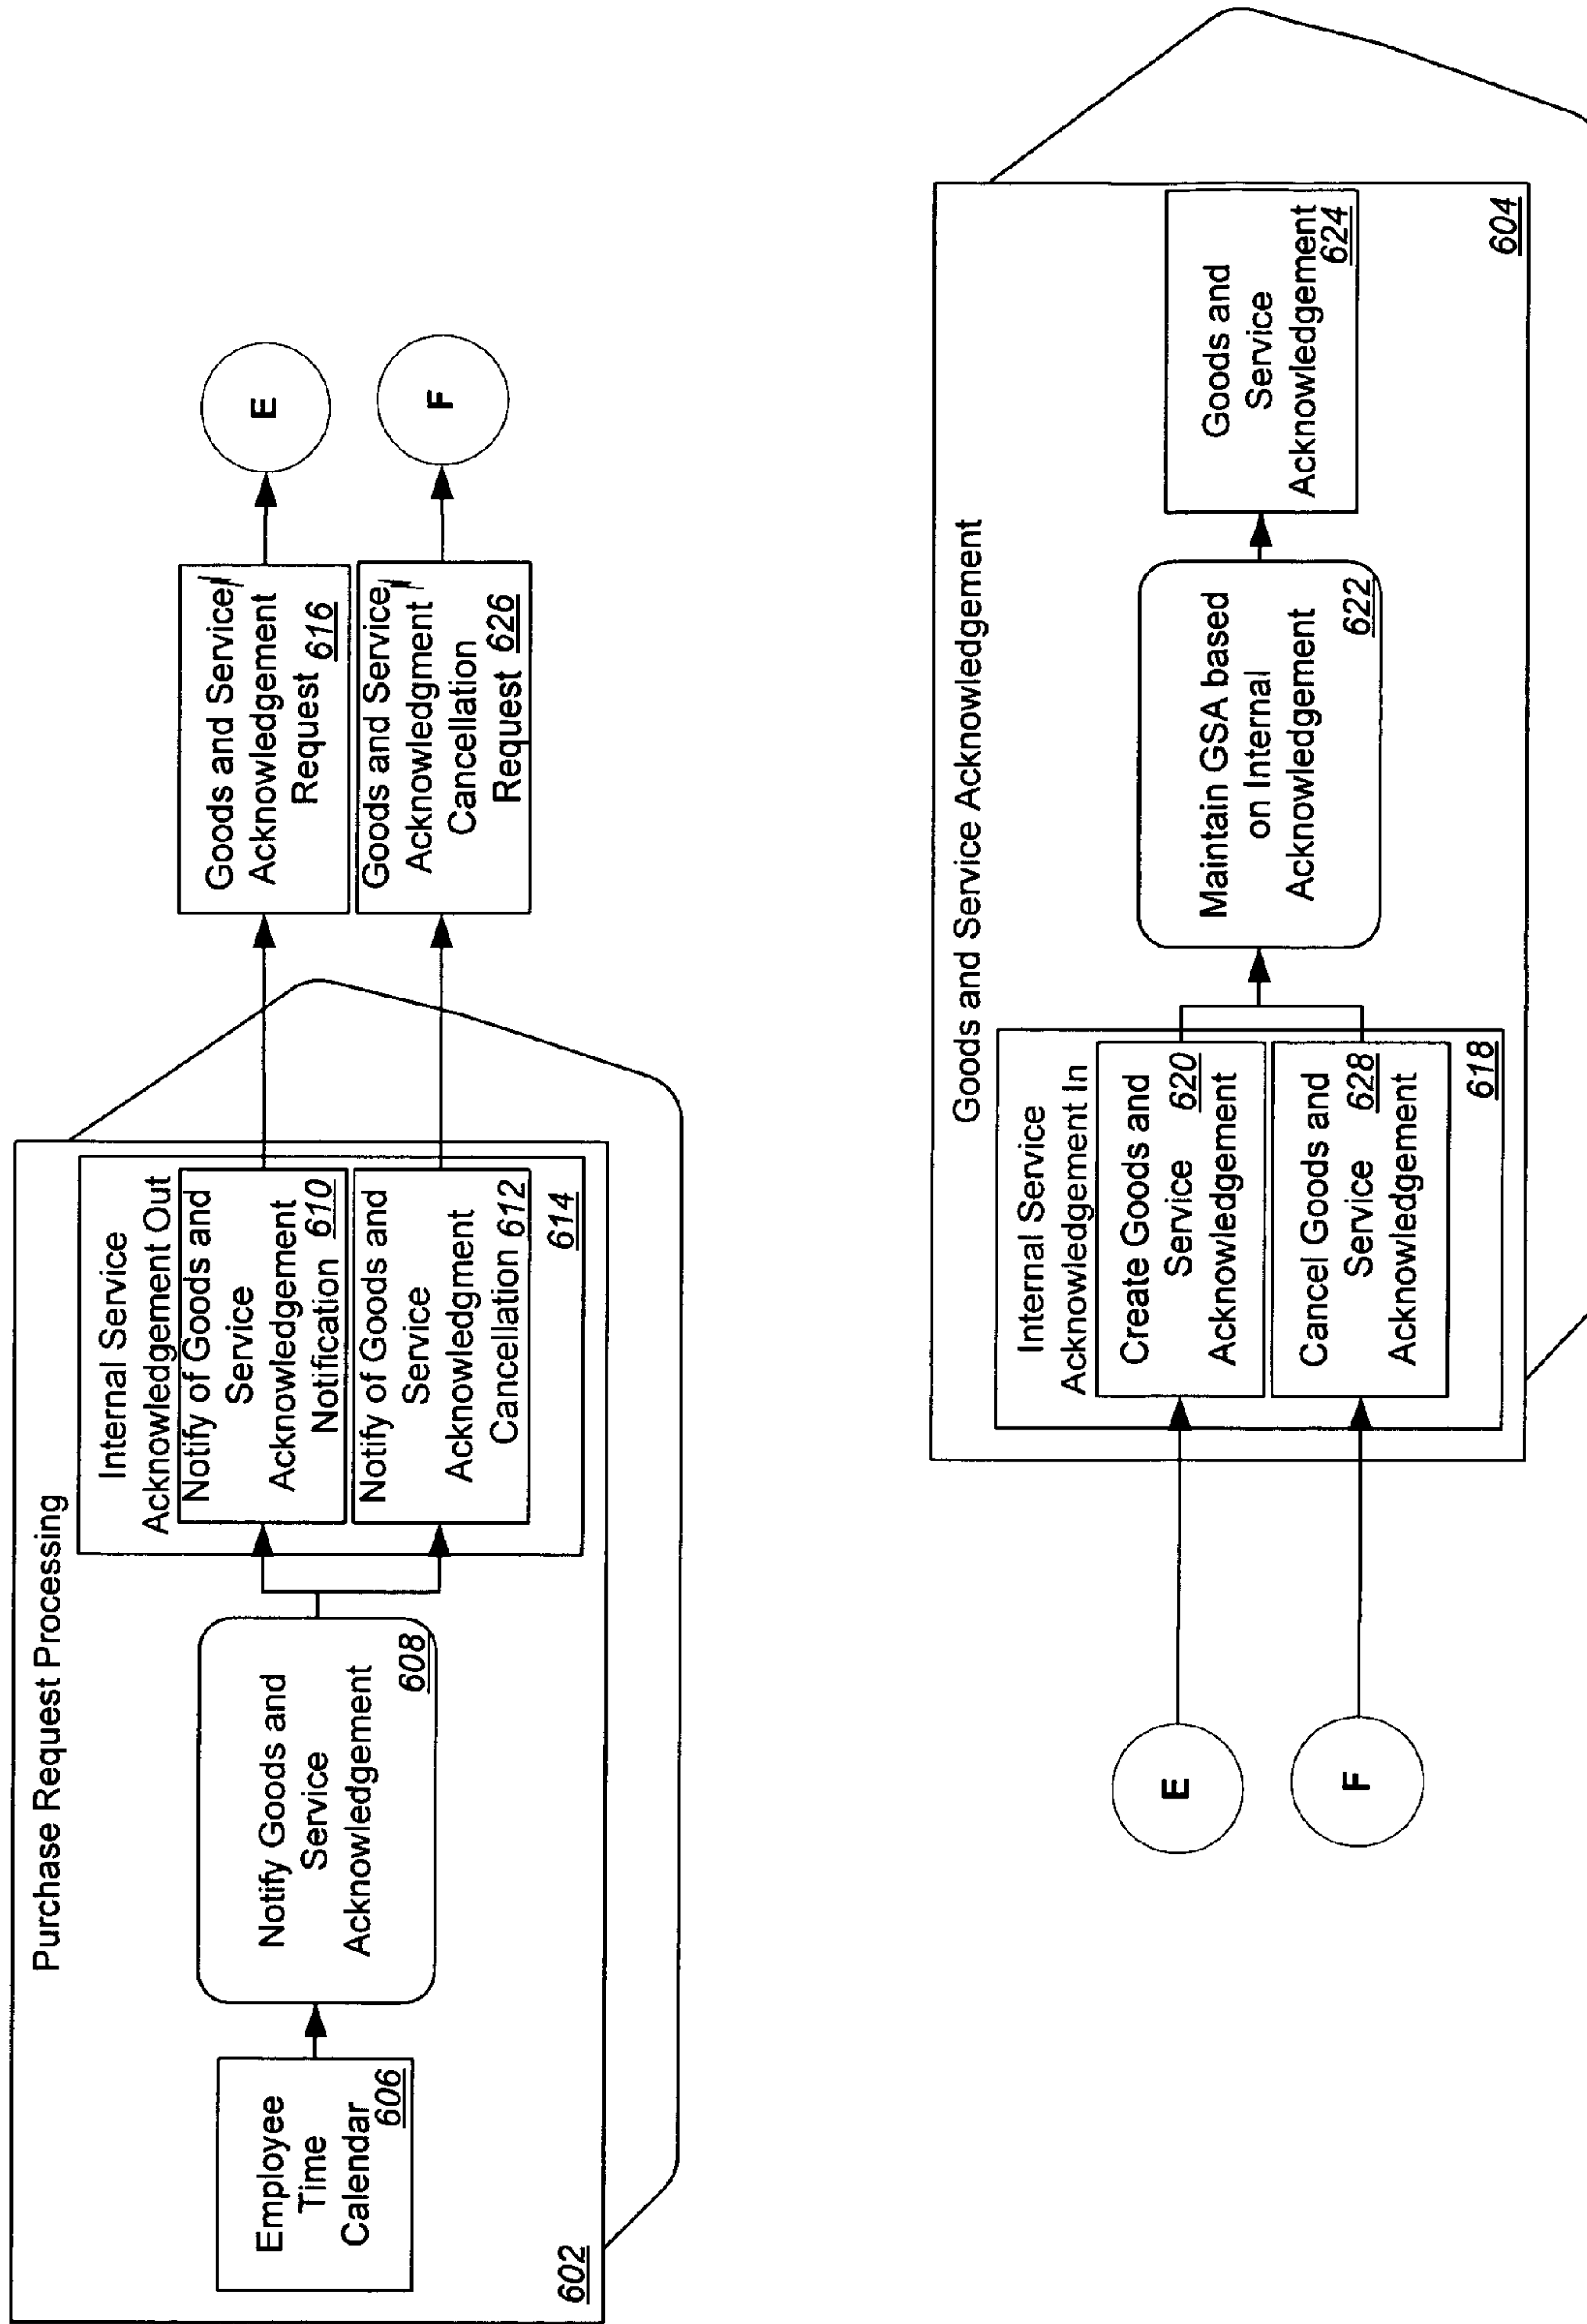 Purchase Request Processing
Employee
Time
Calendar
606
Notify Goods and
Service
Acknowledgement
608
Internal Service
Acknowledgement Out
Notify of Goods and
Service
Acknowledgement
Notification 610
Notify of Goods and
Service
Acknowledgment
Cancellation 612
614
602
Goods and Service
Acknowledgement
Request 616
Goods and Service
Acknowledgment
Cancellation
Request 626
E
F
Goods and Service Acknowledgement
E
F
Internal Service
Acknowledgement In
Create Goods and
Service 620
Acknowledgement
Cancel Goods and
Service 628
Acknowledgement
618
Maintain GSA based
on Internal
Acknowledgement
622
Goods and
Service
Acknowledgement
624
604